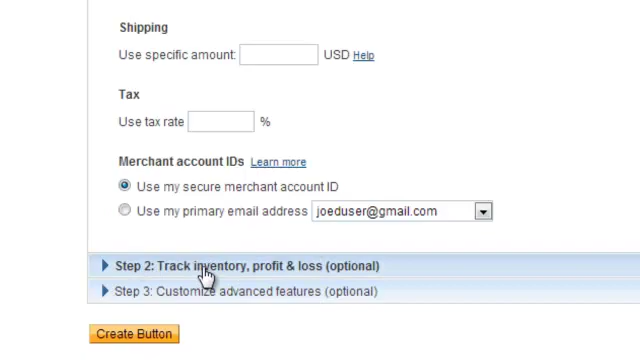 Shipping
Use specific amount: USD Help
Tax
Use tax rate %
Merchant account IDs Learn more
Use my secure merchant account ID
Use my primary email address joeduser@gmail.com
Step 2: Track inventory, profit & loss (optional)
Step 3: Customize advanced features (optional)
Create Button